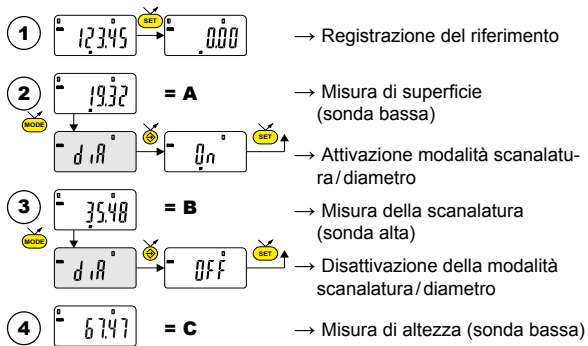 1 123.45 SET 0.00 → Registrazione del riferimento
2 19.32 = A → Misura di superficie
(sonda bassa)
MODE
diA On SET → Attivazione modalità scanalatu-
ra/diametro
3 35.48 = B → Misura della scanalatura
(sonda alta)
MODE
diA OFF SET → Disattivazione della modalità
scanalatura/diametro
4 67.47 = C → Misura di altezza (sonda bassa)